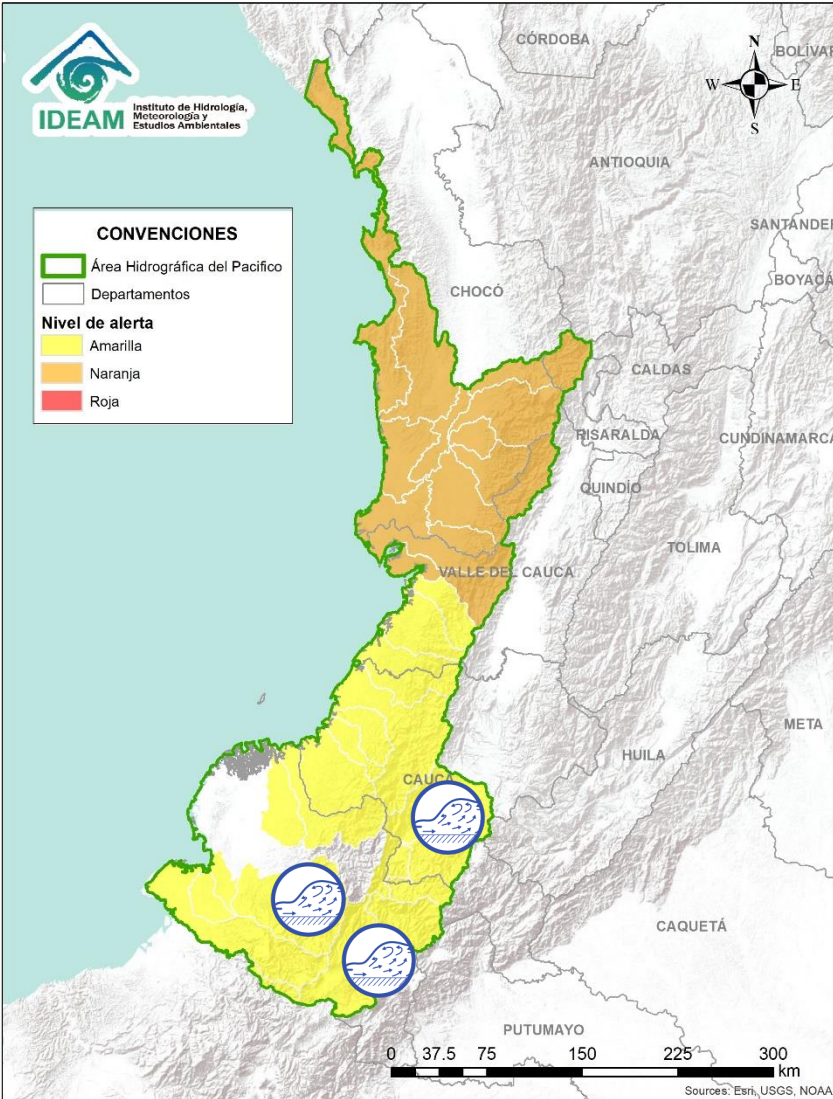 IDEAM
Instituto de Hidrología,
Meteorología y
Estudios Ambientales
CÓRDOBA
BOLÍVAR
N
W E
S
ANTIOQUIA
SANTANDER
BOYACÁ
CONVENCIONES
Área Hidrográfica del Pacifico
Departamentos
Nivel de alerta
Amarilla
Naranja
Roja
CHOCÓ
CALDAS
RISARALDA
CUNDINAMARCA
QUINDÍO
TOLIMA
VALLE DEL CAUCA
META
HUILA
CAUCA
CAQUETÁ
PUTUMAYO
0 37.5 75 150 225 300
km
Sources: Esri, USGS, NOAA